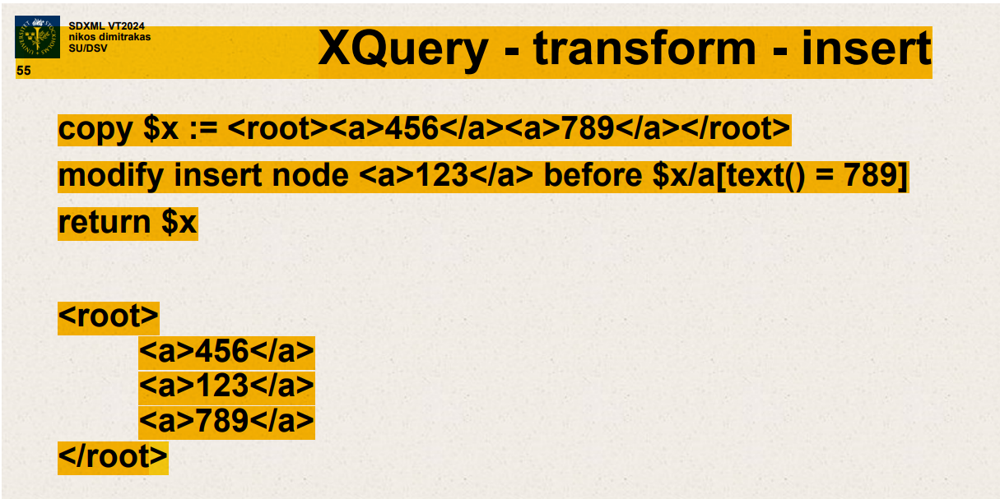 SDXML VT2024
nikos dimitrakas
SU/DSV
55
XQuery - transform - insert
copy $x := <root><a>456</a><a>789</a></root>
modify insert node <a>123</a> before $x/a[text() = 789]
return $x
<root>
<a>456</a>
<a>123</a>
<a>789</a>
</root>